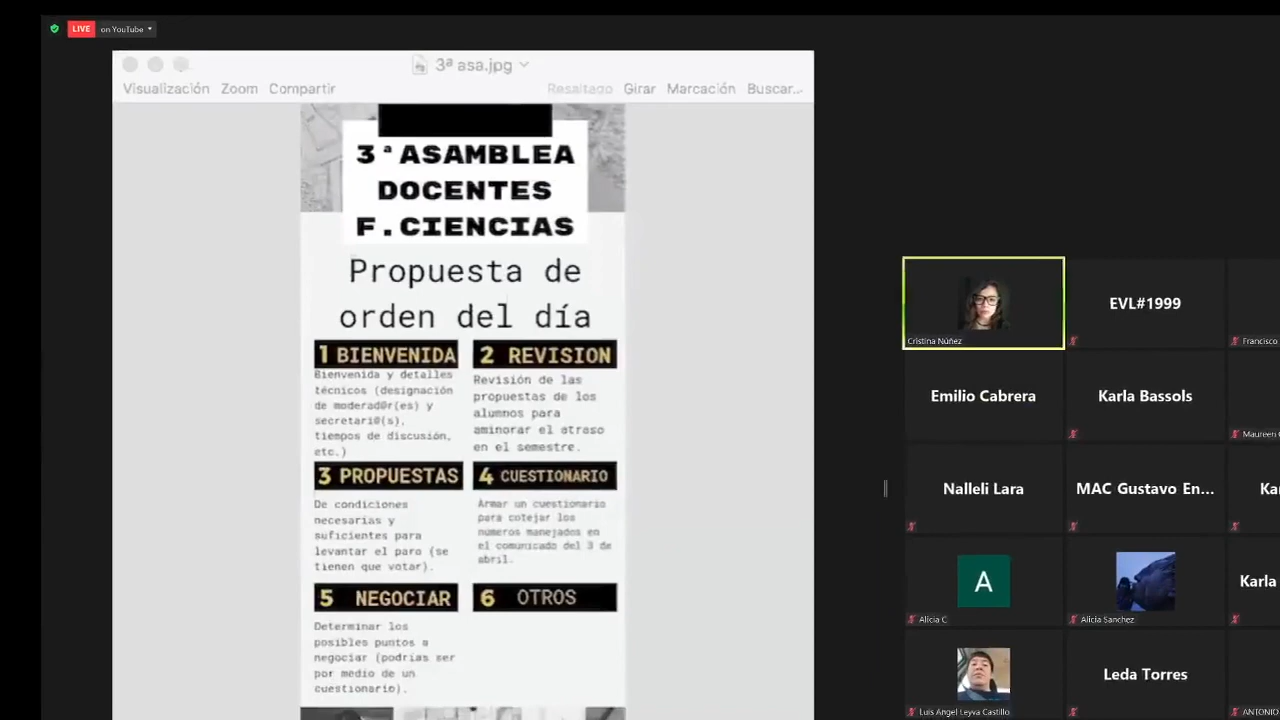 LIVE on YouTube
3ª asa.jpg
Visualización Zoom Compartir Resaltado Girar Marcación Buscar...
3ªASAMBLEA
DOCENTES
F.CIENCIAS
Propuesta de
orden del día
1 BIENVENIDA
Bienvenida y detalles
técnicos (designación
de moderad@r(es) y
secretari@(s),
tiempos de discusión,
etc.)
2 REVISION
Revisión de las
propuestas de los
alumnos para
aminorar el atraso
en el semestre.
3 PROPUESTAS
De condiciones
necesarias y
suficientes para
levantar el paro (se
tienen que votar).
4 CUESTIONARIO
Armar un cuestionario
para cotejar los
números manejados en
el comunicado del 3 de
abril.
5 NEGOCIAR
Determinar los
posibles puntos a
negociar (podrías ser
por medio de un
cuestionario).
6 OTROS
Cristina Núñez
EVL#1999
Francisco
Emilio Cabrera
Karla Bassols
Maureen
Nalleli Lara
MAC Gustavo En...
Ka
A
Alicia C
Alicia Sanchez
Karla
Luis Angel Leyva Castillo
Leda Torres
ANTONIO